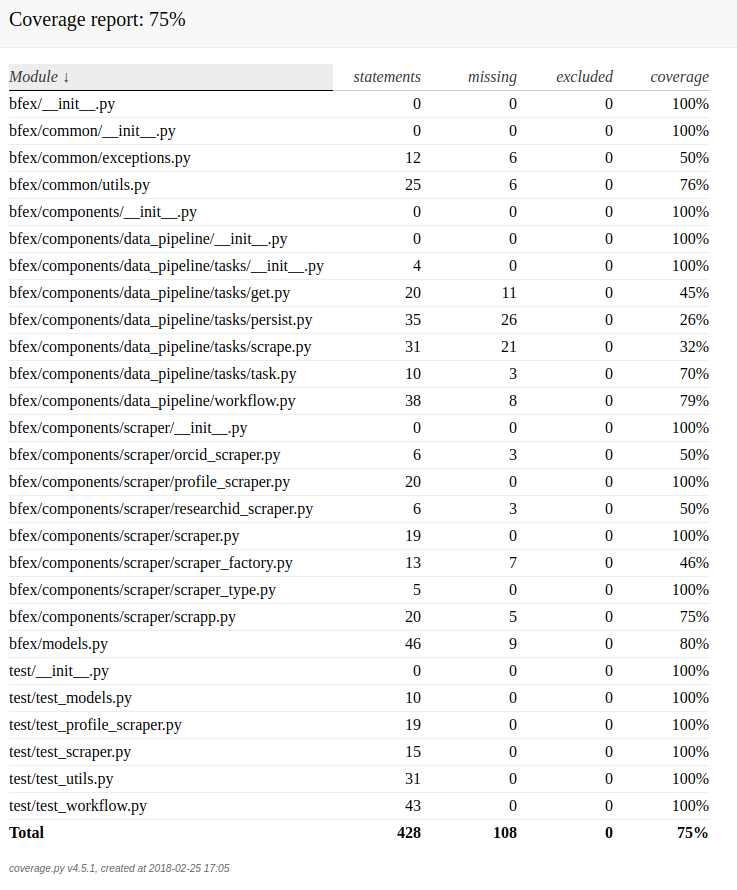 Coverage report: 75%
Module ↓ statements missing excluded coverage
bfex/__init__.py 0 0 0 100%
bfex/common/__init__.py 0 0 0 100%
bfex/common/exceptions.py 12 6 0 50%
bfex/common/utils.py 25 6 0 76%
bfex/components/__init__.py 0 0 0 100%
bfex/components/data_pipeline/__init__.py 0 0 0 100%
bfex/components/data_pipeline/tasks/__init__.py 4 0 0 100%
bfex/components/data_pipeline/tasks/get.py 20 11 0 45%
bfex/components/data_pipeline/tasks/persist.py 35 26 0 26%
bfex/components/data_pipeline/tasks/scrape.py 31 21 0 32%
bfex/components/data_pipeline/tasks/task.py 10 3 0 70%
bfex/components/data_pipeline/workflow.py 38 8 0 79%
bfex/components/scraper/__init__.py 0 0 0 100%
bfex/components/scraper/orcid_scraper.py 6 3 0 50%
bfex/components/scraper/profile_scraper.py 20 0 0 100%
bfex/components/scraper/researchid_scraper.py 6 3 0 50%
bfex/components/scraper/scraper.py 19 0 0 100%
bfex/components/scraper/scraper_factory.py 13 7 0 46%
bfex/components/scraper/scraper_type.py 5 0 0 100%
bfex/components/scraper/scrapp.py 20 5 0 75%
bfex/models.py 46 9 0 80%
test/__init__.py 0 0 0 100%
test/test_models.py 10 0 0 100%
test/test_profile_scraper.py 19 0 0 100%
test/test_scraper.py 15 0 0 100%
test/test_utils.py 31 0 0 100%
test/test_workflow.py 43 0 0 100%
Total 428 108 0 75%
coverage.py v4.5.1, created at 2018-02-25 17:05